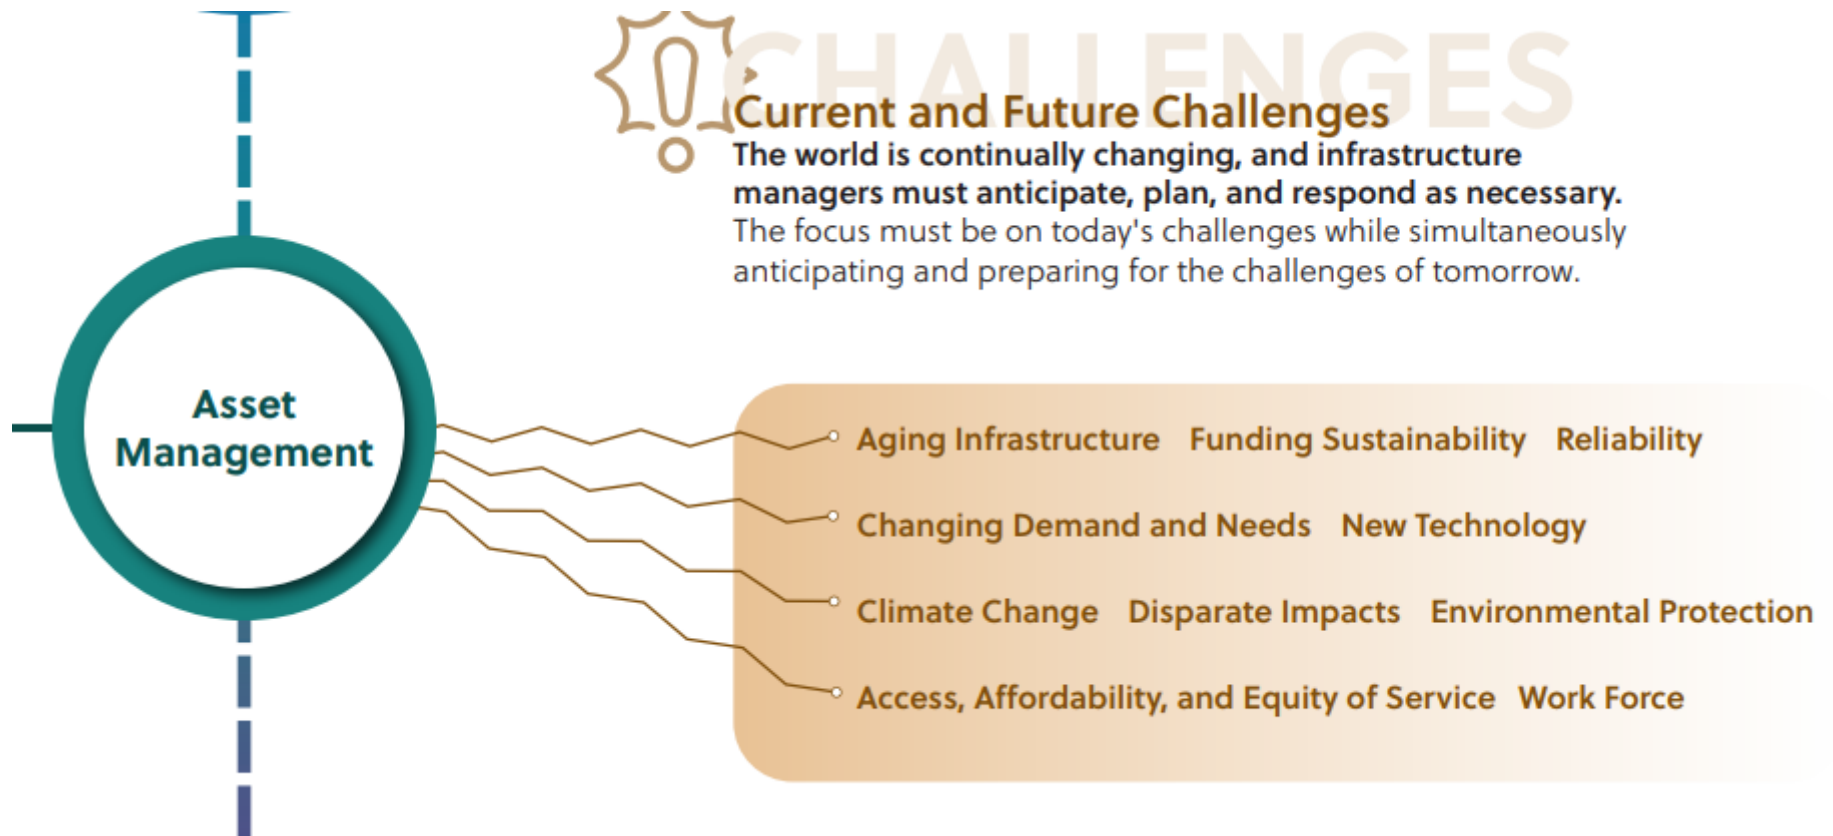 CHALLENGES
Current and Future Challenges
The world is continually changing, and infrastructure
managers must anticipate, plan, and respond as necessary.
The focus must be on today's challenges while simultaneously
anticipating and preparing for the challenges of tomorrow.
Asset
Management
Aging Infrastructure Funding Sustainability Reliability
Changing Demand and Needs New Technology
Climate Change Disparate Impacts Environmental Protection
Access, Affordability, and Equity of Service Work Force